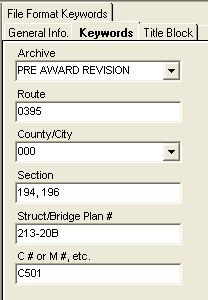 File Format Keywords
General Info. Keywords Title Block
Archive
PRE AWARD REVISION
Route
0395
County/City
000
Section
194, 196
Struct/Bridge Plan #
213-20B
C # or M #, etc.
C501